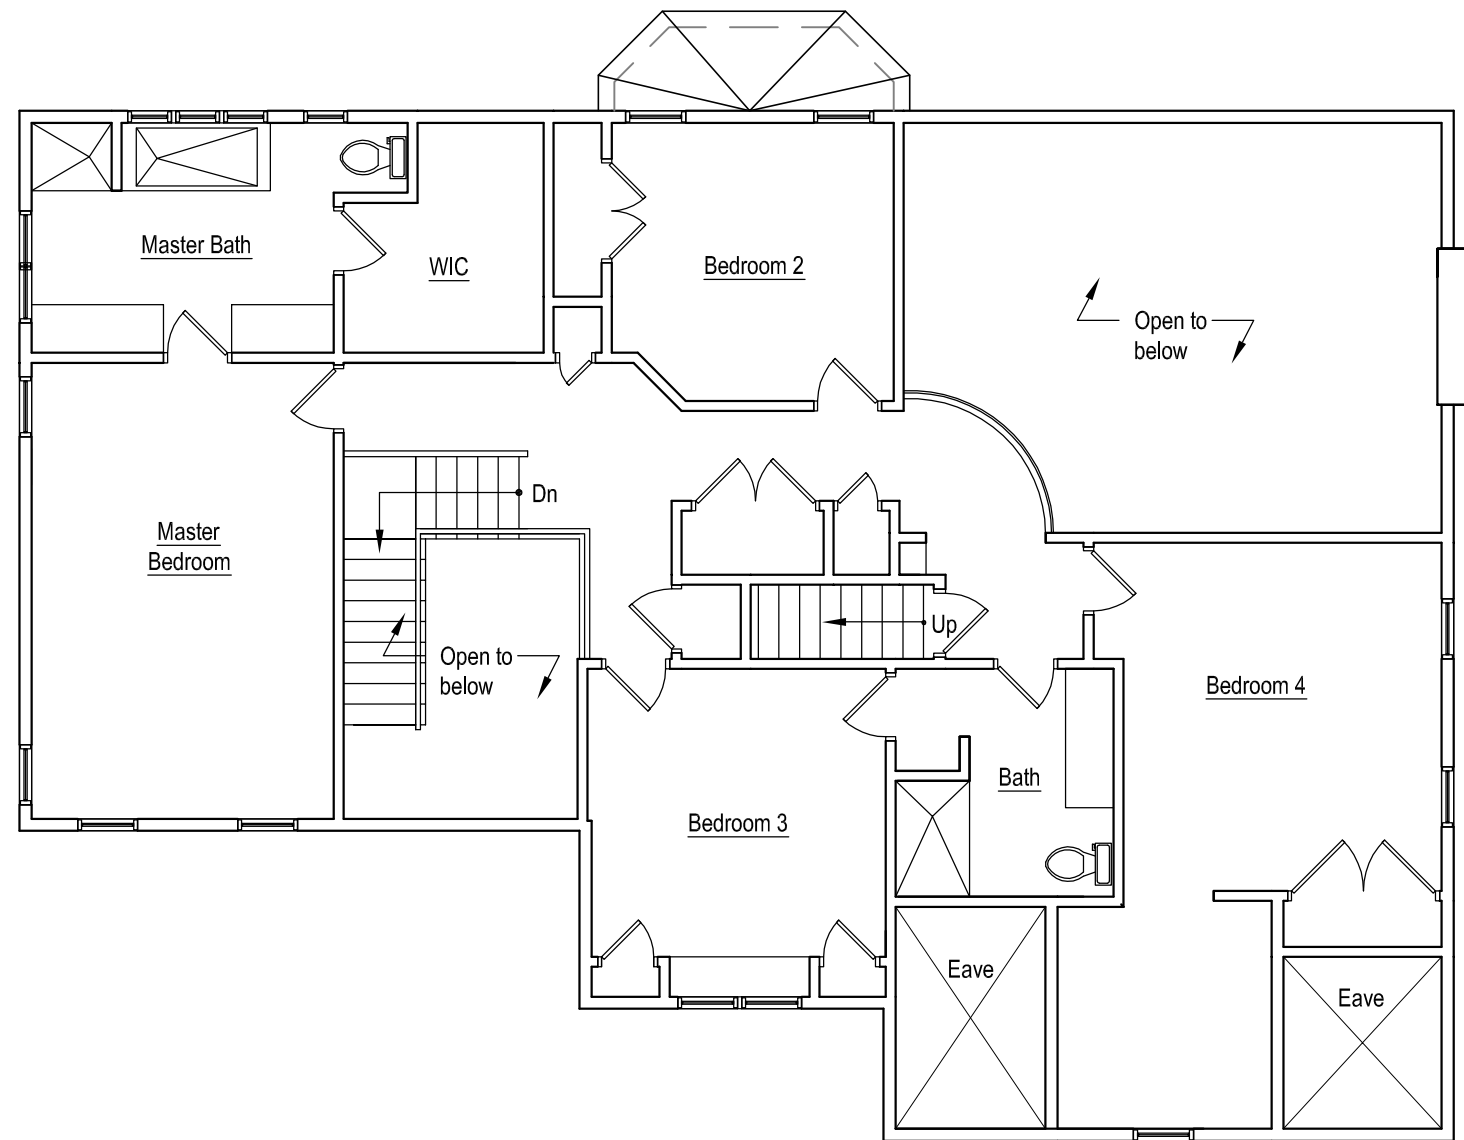 Master Bath
WIC
Bedroom 2
Open to
below
Dn
Master
Bedroom
Up
Open to
below
Bedroom 4
Bath
Bedroom 3
Eave
Eave